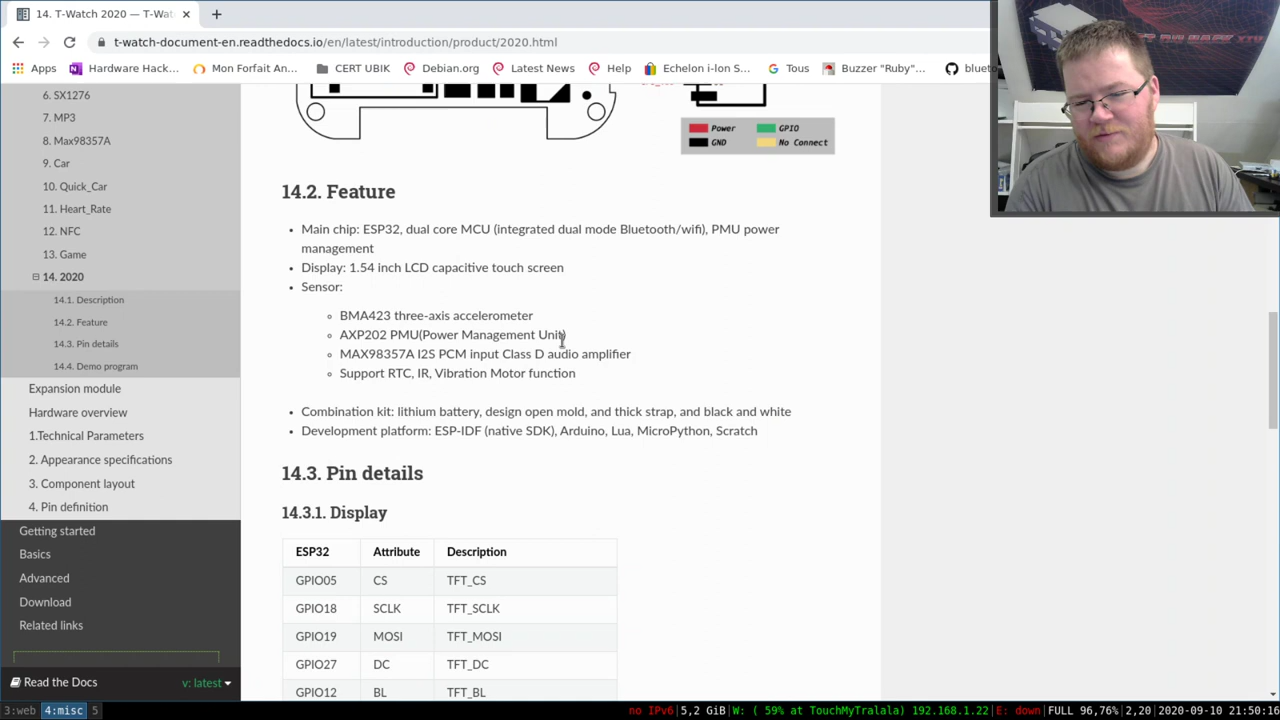 14. T-Watch 2020 — T-Wat
t-watch-document-en.readthedocs.io/en/latest/introduction/product/2020.html
Apps
Hardware Hack...
Mon Forfait An...
CERT UBIK
Debian.org
Latest News
Help
Echelon i-lon S...
Tous
Buzzer "Ruby"...
6. SX1276
7. MP3
8. Max98357A
9. Car
10. Quick_Car
11. Heart_Rate
12. NFC
13. Game
14. 2020
14.1. Description
14.2. Feature
14.3. Pin details
14.4. Demo program
Expansion module
Hardware overview
1.Technical Parameters
2. Appearance specifications
3. Component layout
4. Pin definition
Getting started
Basics
Advanced
Download
Related links
Read the Docs
v: latest
Power
GPIO
GND
No Connect
14.2. Feature
Main chip: ESP32, dual core MCU (integrated dual mode Bluetooth/wifi), PMU power
management
Display: 1.54 inch LCD capacitive touch screen
Sensor:
BMA423 three-axis accelerometer
AXP202 PMU(Power Management Unit)
MAX98357A I2S PCM input Class D audio amplifier
Support RTC, IR, Vibration Motor function
Combination kit: lithium battery, design open mold, and thick strap, and black and white
Development platform: ESP-IDF (native SDK), Arduino, Lua, MicroPython, Scratch
14.3. Pin details
14.3.1. Display
ESP32 Attribute Description
GPIO05 CS TFT_CS
GPIO18 SCLK TFT_SCLK
GPIO19 MOSI TFT_MOSI
GPIO27 DC TFT_DC
GPIO12 BL TFT_BL
3:web 4:misc 5
no IPv6|5,2 GiB|W: ( 59% at TouchMyTralala) 192.168.1.22|E: down|FULL 96,76%|2,20|2020-09-10 21:50:16